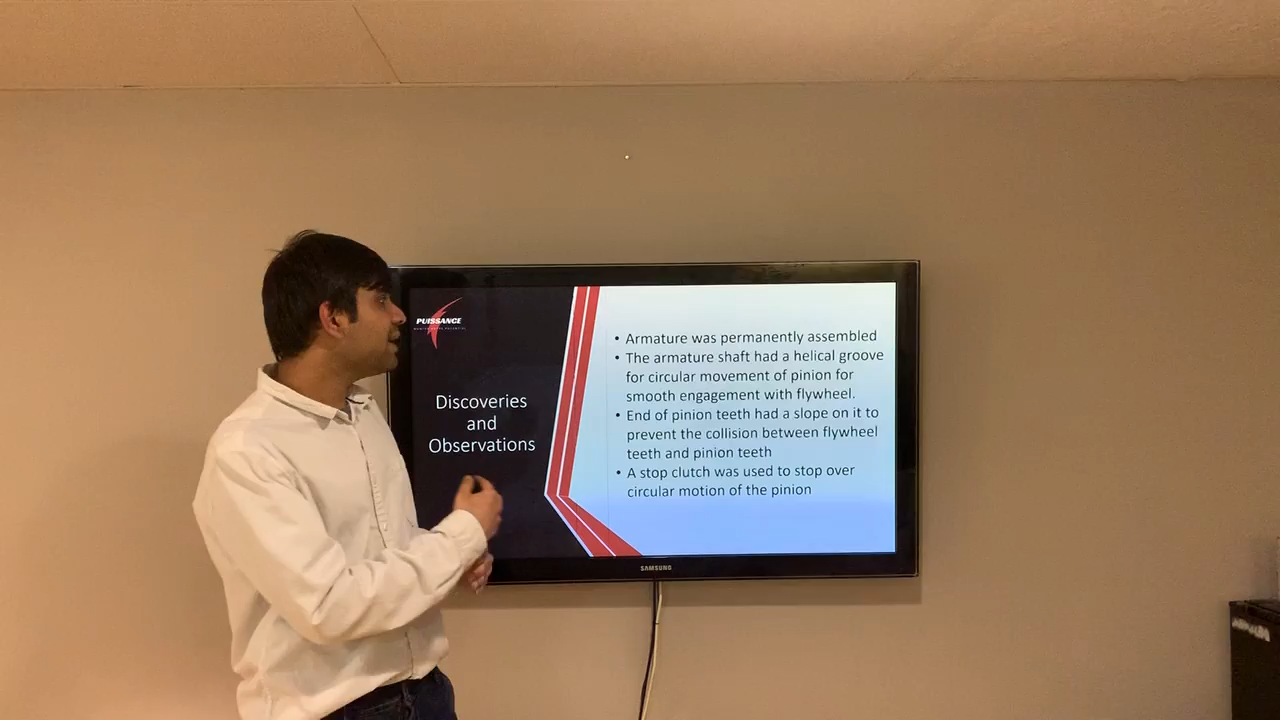 PUISSANCE
Discoveries
and
Observations
• Armature was permanently assembled
• The armature shaft had a helical groove
for circular movement of pinion for
smooth engagement with flywheel.
• End of pinion teeth had a slope on it to
prevent the collision between flywheel
teeth and pinion teeth
• A stop clutch was used to stop over
circular motion of the pinion
SAMSUNG